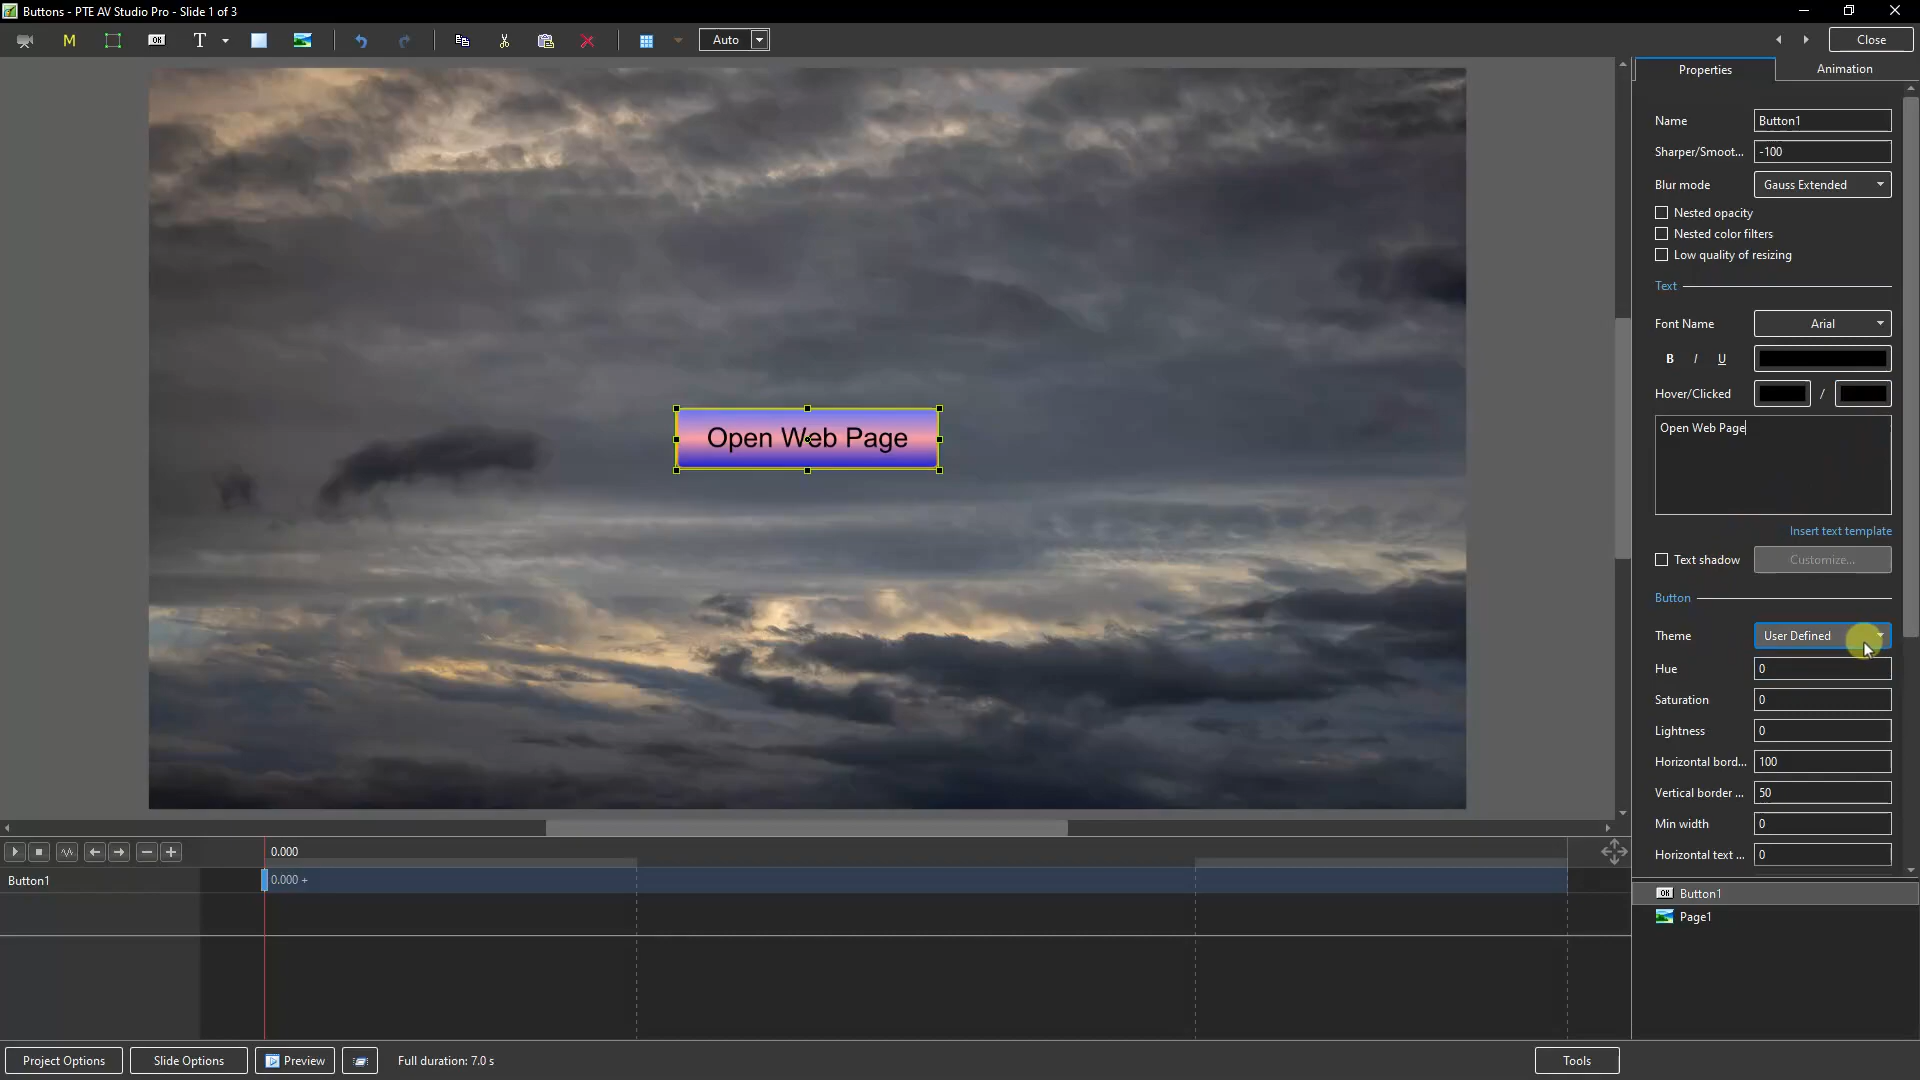 Buttons - PTE AV Studio Pro - Slide 1 of 3
M
OK
T
Auto
Close
Properties
Animation
Name
Button1
Sharper/Smoot...
-100
Blur mode
Gauss Extended
Nested opacity
Nested color filters
Low quality of resizing
Text
Font Name
Arial
B I U
Hover/Clicked
/
Open Web Page
Open Web Page
Insert text template
Text shadow
Customize...
Button
Theme
User Defined
Hue
0
Saturation
0
Lightness
0
Horizontal bord...
100
Vertical border ...
50
Min width
0
Horizontal text ...
0
0.000
Button1
0.000 +
OK Button1
Page1
Project Options
Slide Options
Preview
Full duration: 7.0 s
Tools